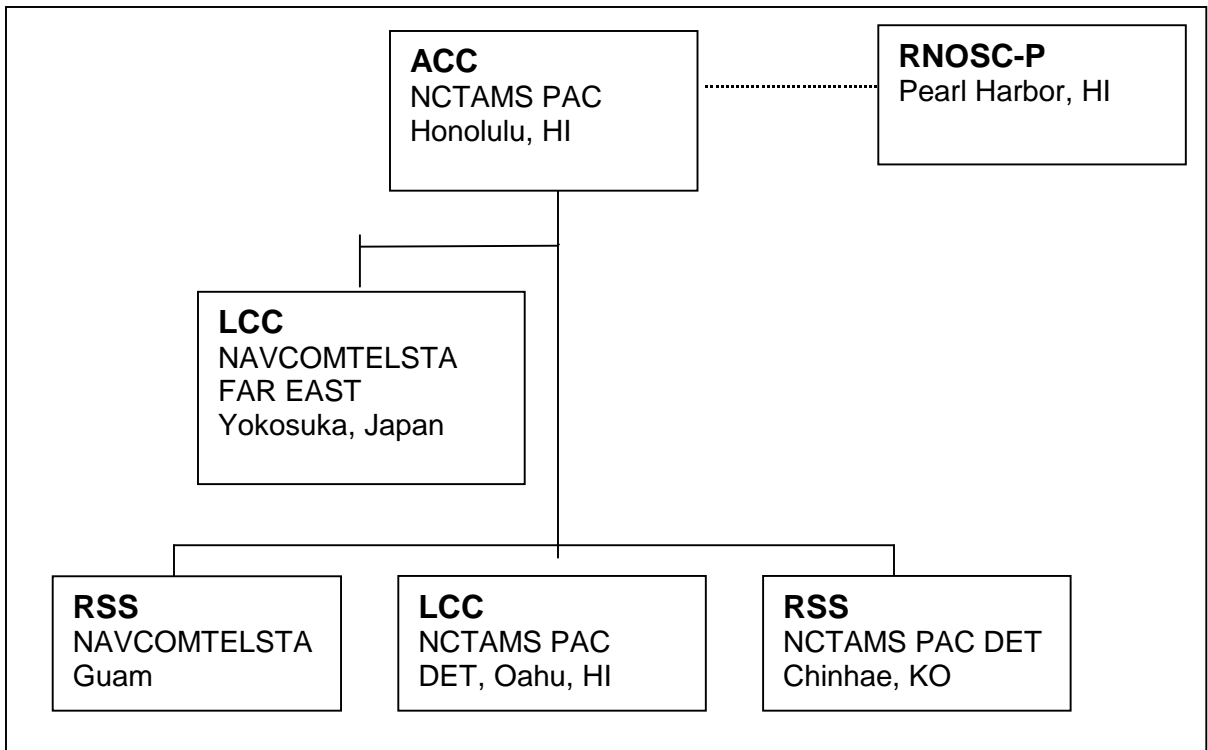 ACC
NCTAMS PAC
Honolulu, HI
RNOSC-P
Pearl Harbor, HI
LCC
NAVCOMTELSTA
FAR EAST
Yokosuka, Japan
RSS
NAVCOMTELSTA
Guam
LCC
NCTAMS PAC
DET, Oahu, HI
RSS
NCTAMS PAC DET
Chinhae, KO